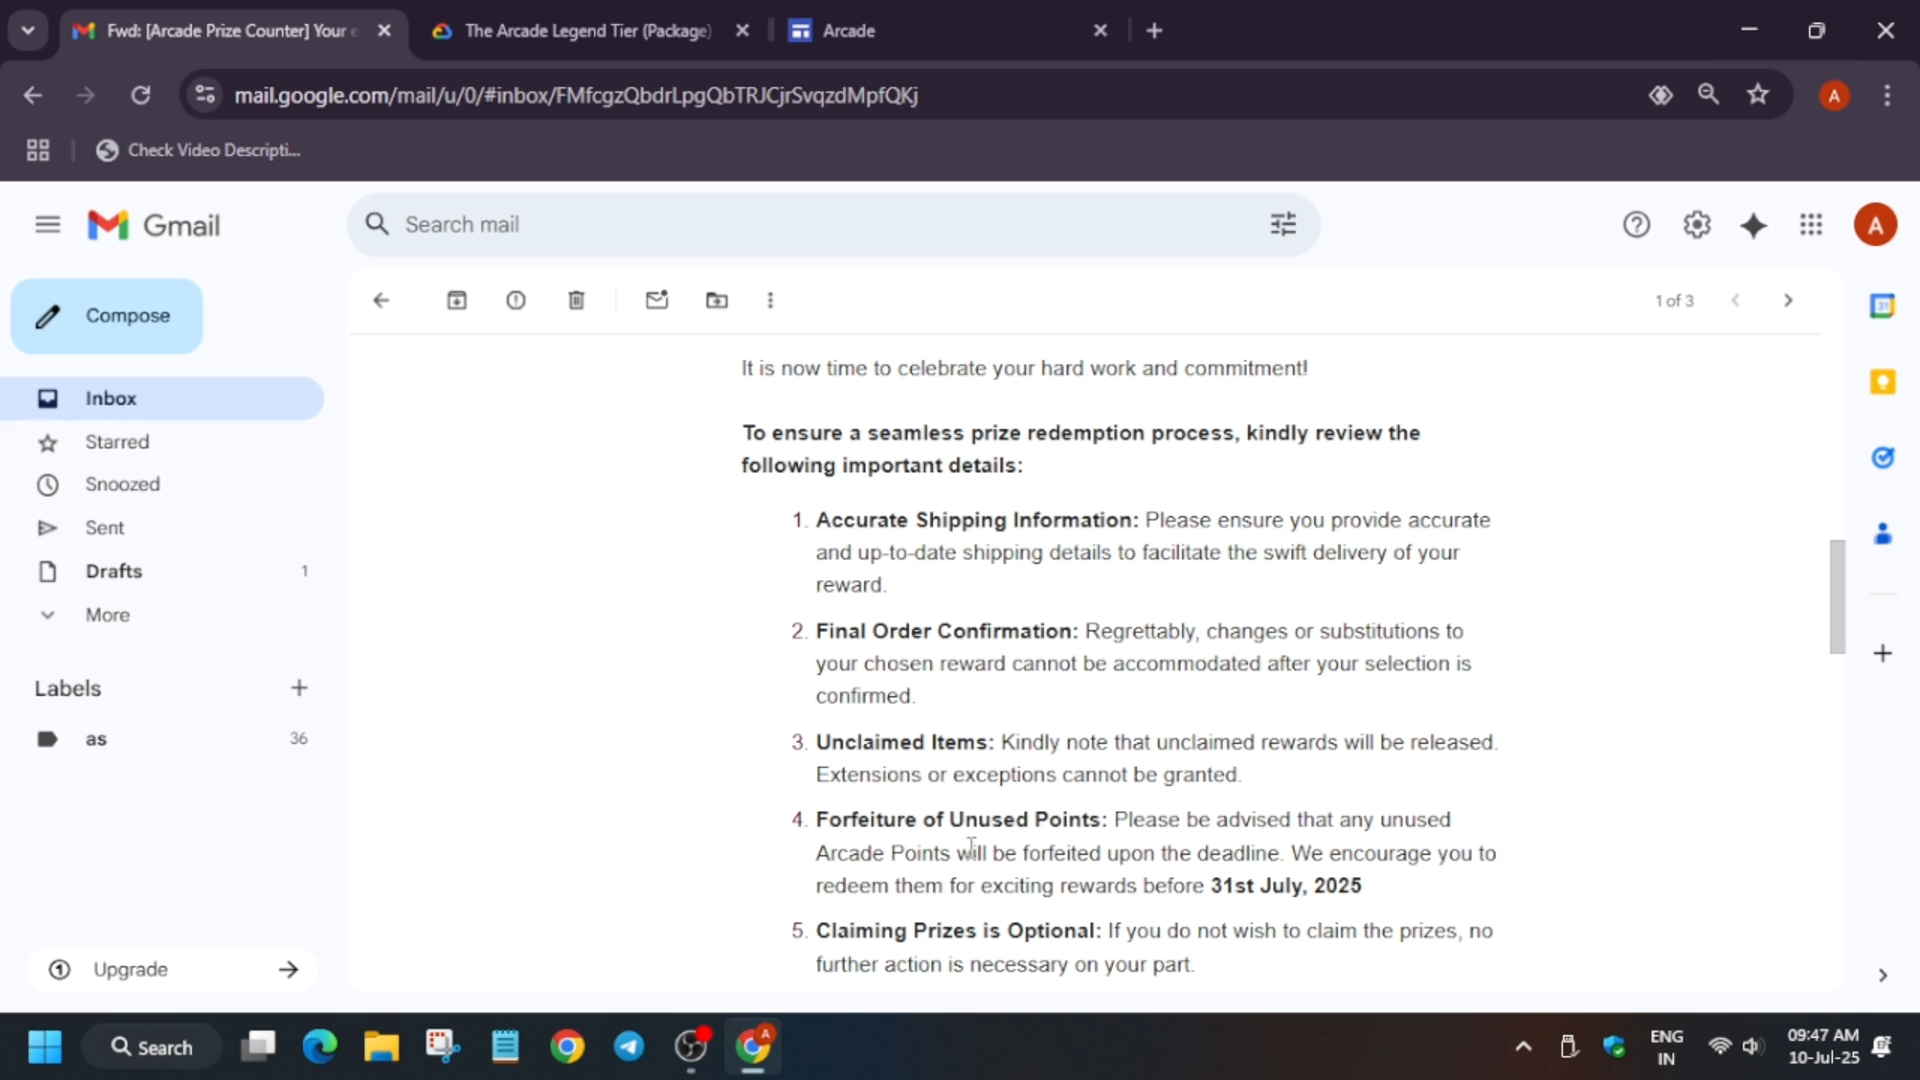 Fwd: [Arcade Prize Counter] Your e
The Arcade Legend Tier (Package)
Arcade
mail.google.com/mail/u/0/#inbox/FMfcgzQbdrLpgQbTRJCjrSvqzdMpfQKj
A
Check Video Descripti...
Gmail
Search mail
A
Compose
1 of 3
31
Inbox
Starred
Snoozed
Sent
Drafts 1
More
Labels
as 36
Upgrade
It is now time to celebrate your hard work and commitment!
To ensure a seamless prize redemption process, kindly review the
following important details:
1. Accurate Shipping Information: Please ensure you provide accurate
and up-to-date shipping details to facilitate the swift delivery of your
reward.
2. Final Order Confirmation: Regrettably, changes or substitutions to
your chosen reward cannot be accommodated after your selection is
confirmed.
3. Unclaimed Items: Kindly note that unclaimed rewards will be released.
Extensions or exceptions cannot be granted.
4. Forfeiture of Unused Points: Please be advised that any unused
Arcade Points will be forfeited upon the deadline. We encourage you to
redeem them for exciting rewards before 31st July, 2025
5. Claiming Prizes is Optional: If you do not wish to claim the prizes, no
further action is necessary on your part.
Search
A
ENG
IN
09:47 AM
10-Jul-25